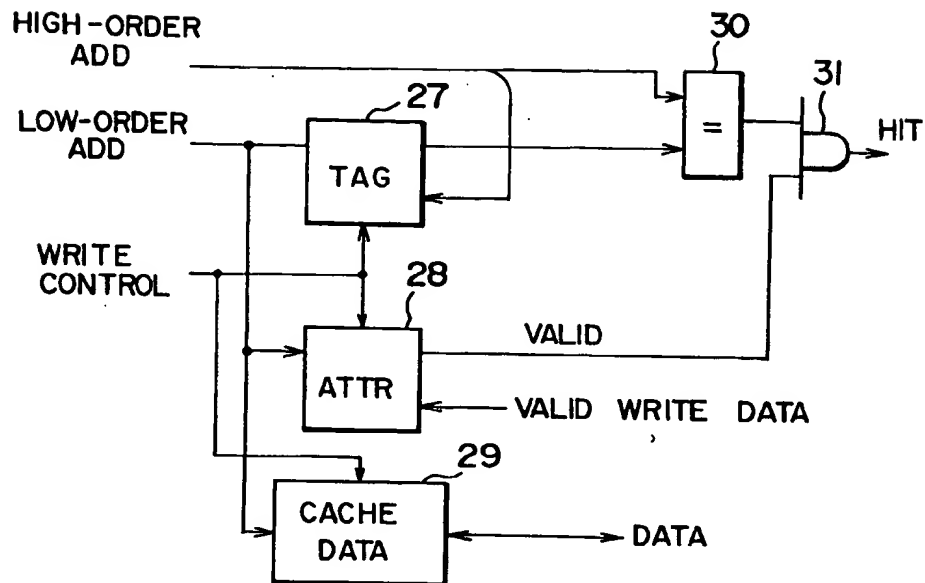 HIGH-ORDER
ADD
30
31
27
HIT
LOW-ORDER
ADD
=
TAG
WRITE
CONTROL
28
VALID
ATTR
VALID WRITE DATA
29
CACHE
DATA
DATA